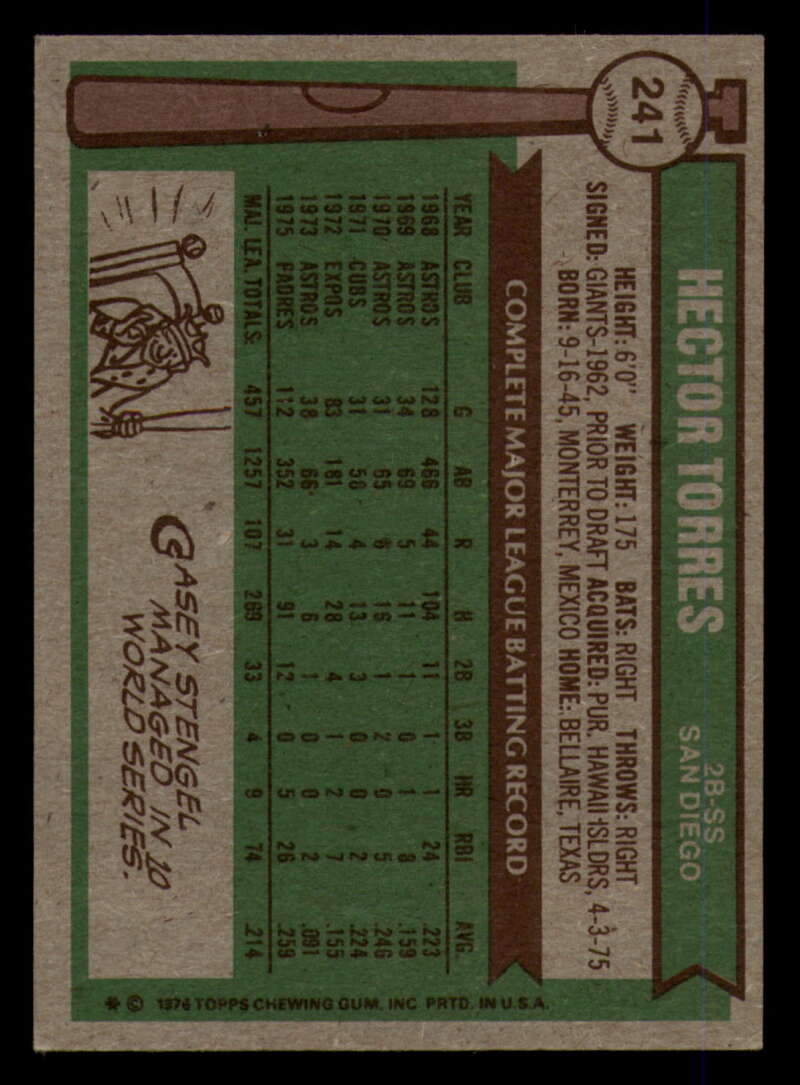 241
HECTOR TORRES
2B-SS
SAN DIEGO
HEIGHT: 6'0" WEIGHT: 175 BATS: RIGHT THROWS: RIGHT
SIGNED: GIANTS-1962, PRIOR TO DRAFT ACQUIRED: PUR. HAWAII-ISLDRS, 4-3-75
BORN: 9-16-45, MONTERREY, MEXICO HOME: BELLAIRE, TEXAS
COMPLETE MAJOR LEAGUE BATTING RECORD
YEAR CLUB G AB R H 2B 3B HR RBI AVG.
1968 ASTROS 128 466 44 104 11 1 1 24 .223
1969 ASTROS 34 69 5 11 1 0 1 8 .159
1970 ASTROS 31 65 6 16 1 2 0 5 .246
1971 CUBS 31 58 4 13 3 0 0 2 .224
1972 EXPOS 83 181 14 28 4 1 2 7 .155
1973 ASTROS 38 66 3 6 1 0 0 2 .091
1975 PADRES 112 352 31 91 12 0 5 26 .259
MAJ. LEA. TOTALS: 457 1257 107 269 33 4 9 74 .214
CASEY STENGEL
MANAGED IN 10
WORLD SERIES.
* © 1976 TOPPS CHEWING GUM, INC PRTD. IN U.S.A.